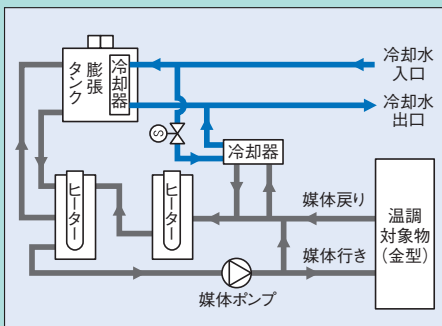 膨張
タンク
冷却器
冷却水
入口
冷却水
出口
S
冷却器
ヒーター
ヒーター
媒体戻り
温調
対象物
(金型)
媒体行き
媒体ポンプ